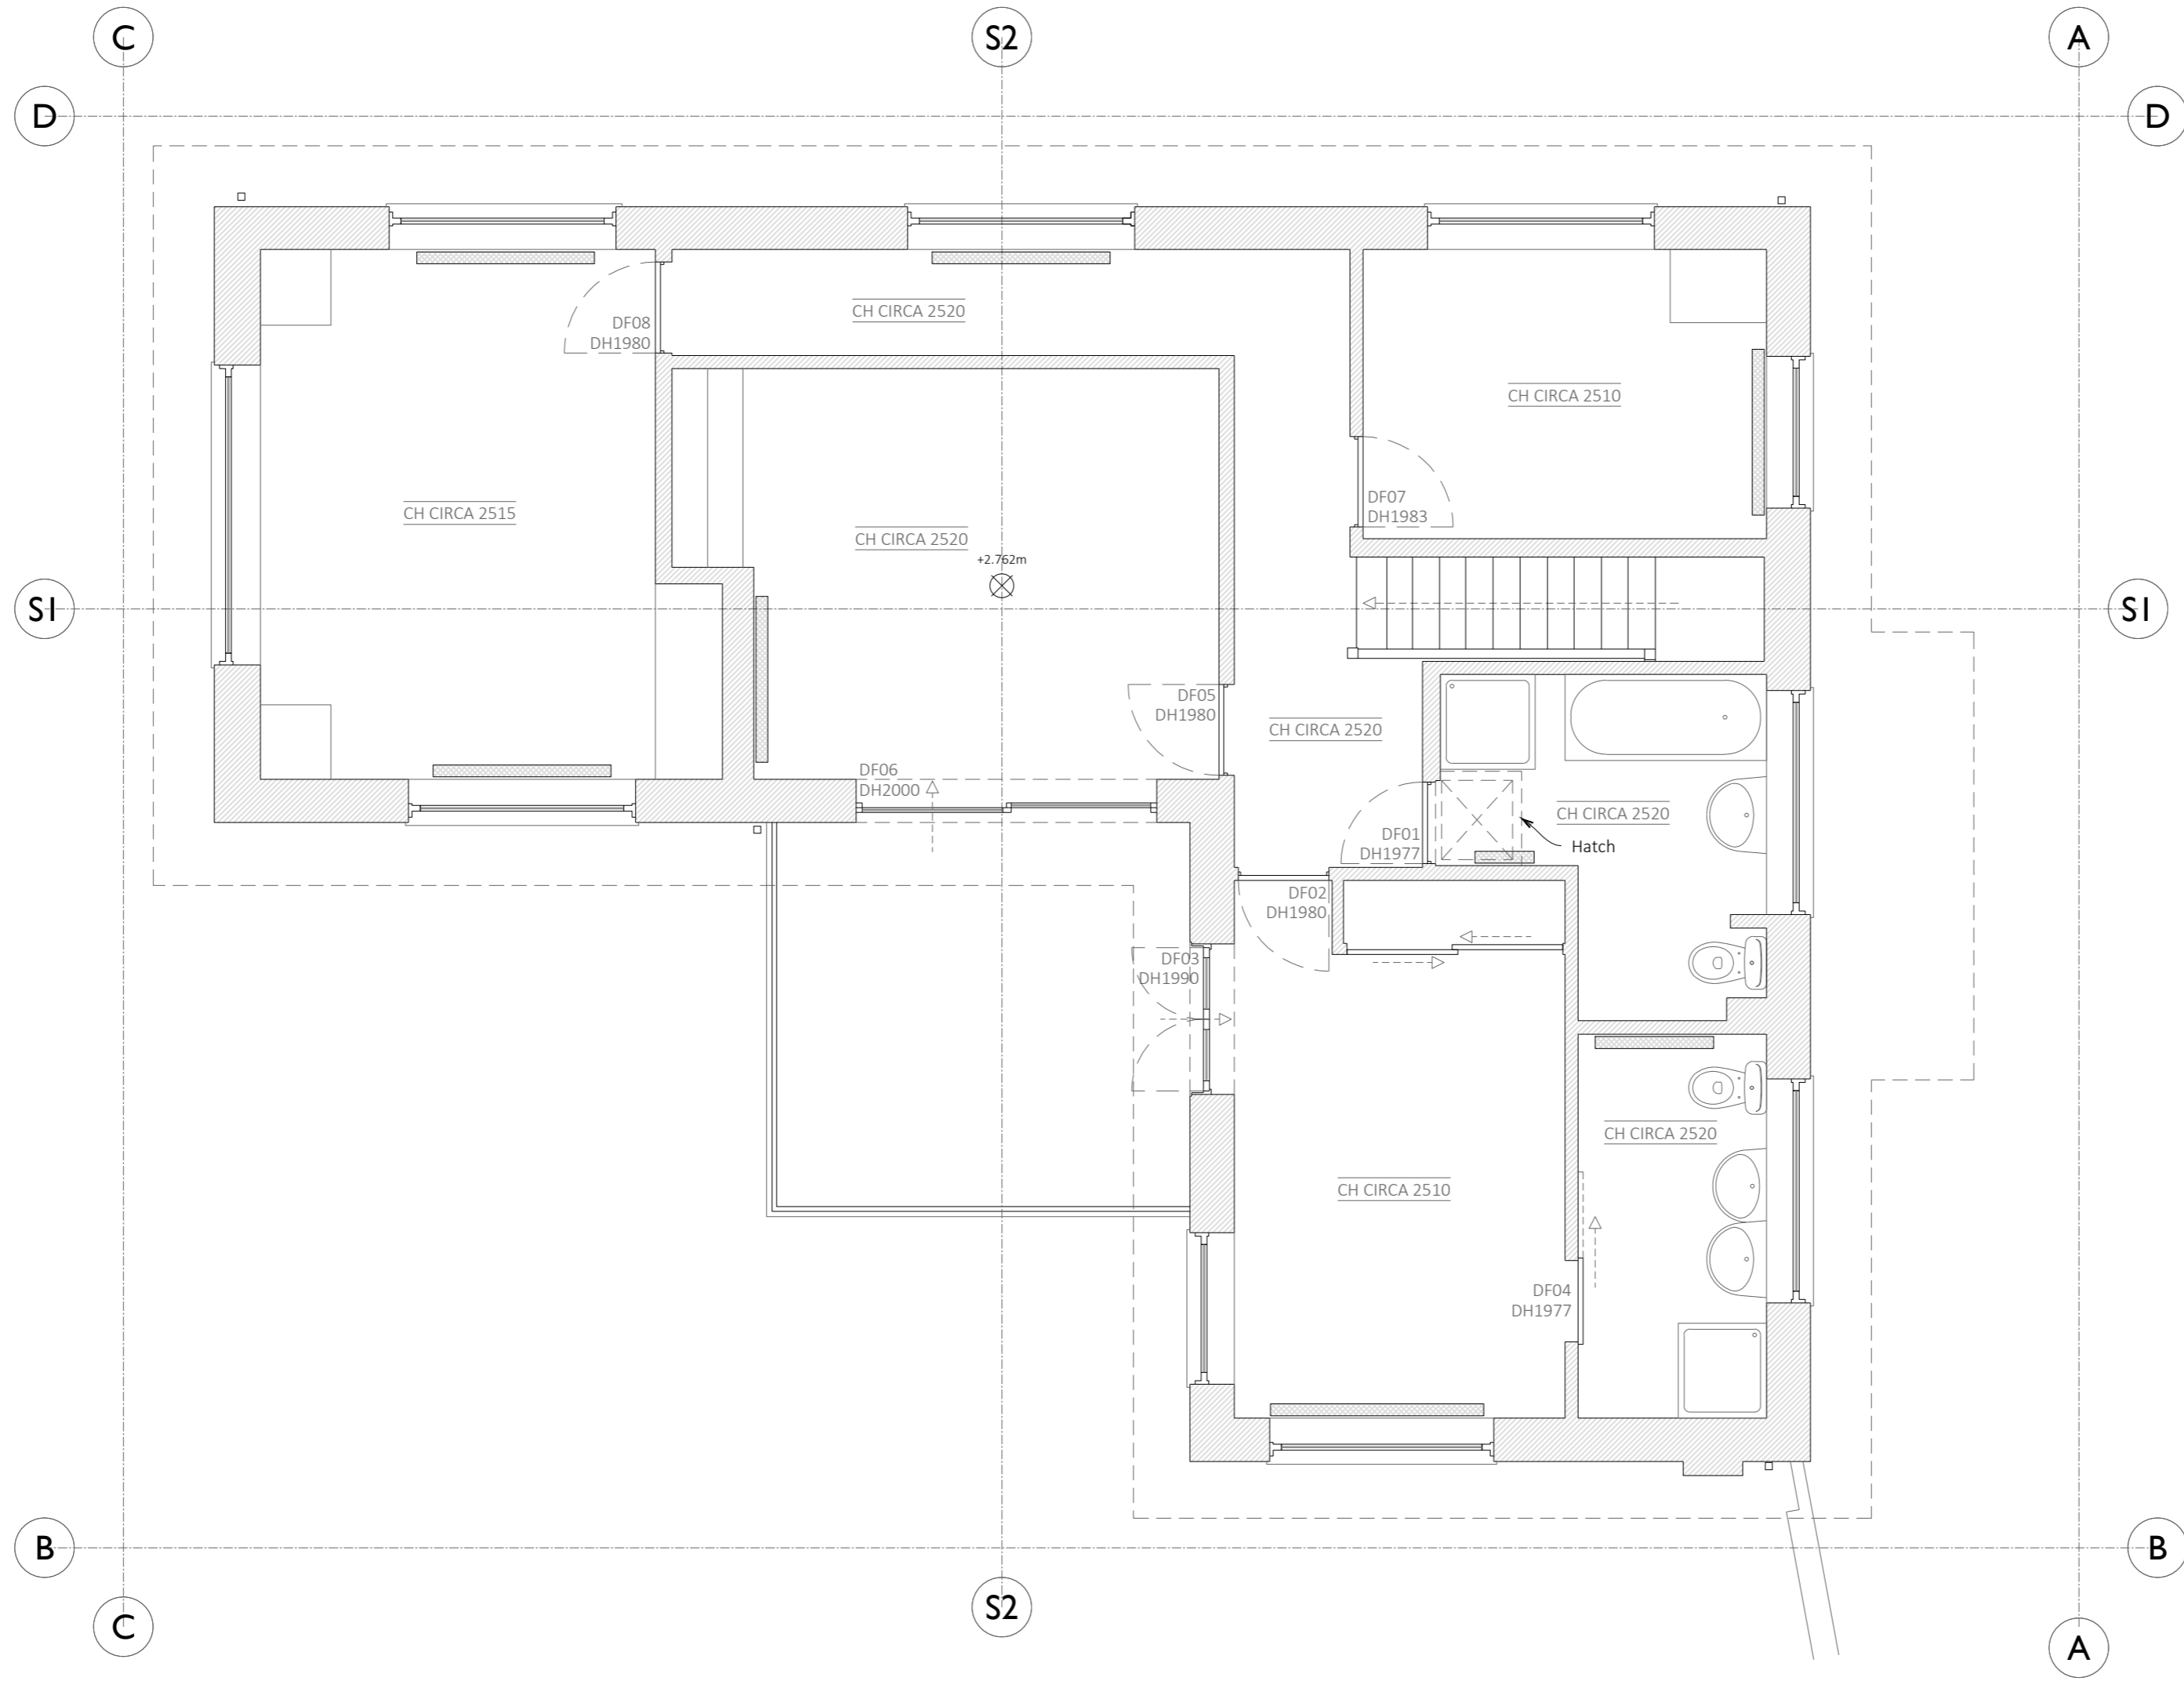 C
S2
A
D
D
DF08
DH1980
CH CIRCA 2520
CH CIRCA 2510
CH CIRCA 2515
CH CIRCA 2520
+2.762m
DF07
DH1983
S1
S1
DF05
DH1980
CH CIRCA 2520
DF06
DH2000
DF01
DH1977
CH CIRCA 2520
Hatch
DF02
DH1980
DF03
DH1990
CH CIRCA 2520
CH CIRCA 2510
DF04
DH1977
B
B
C
S2
A